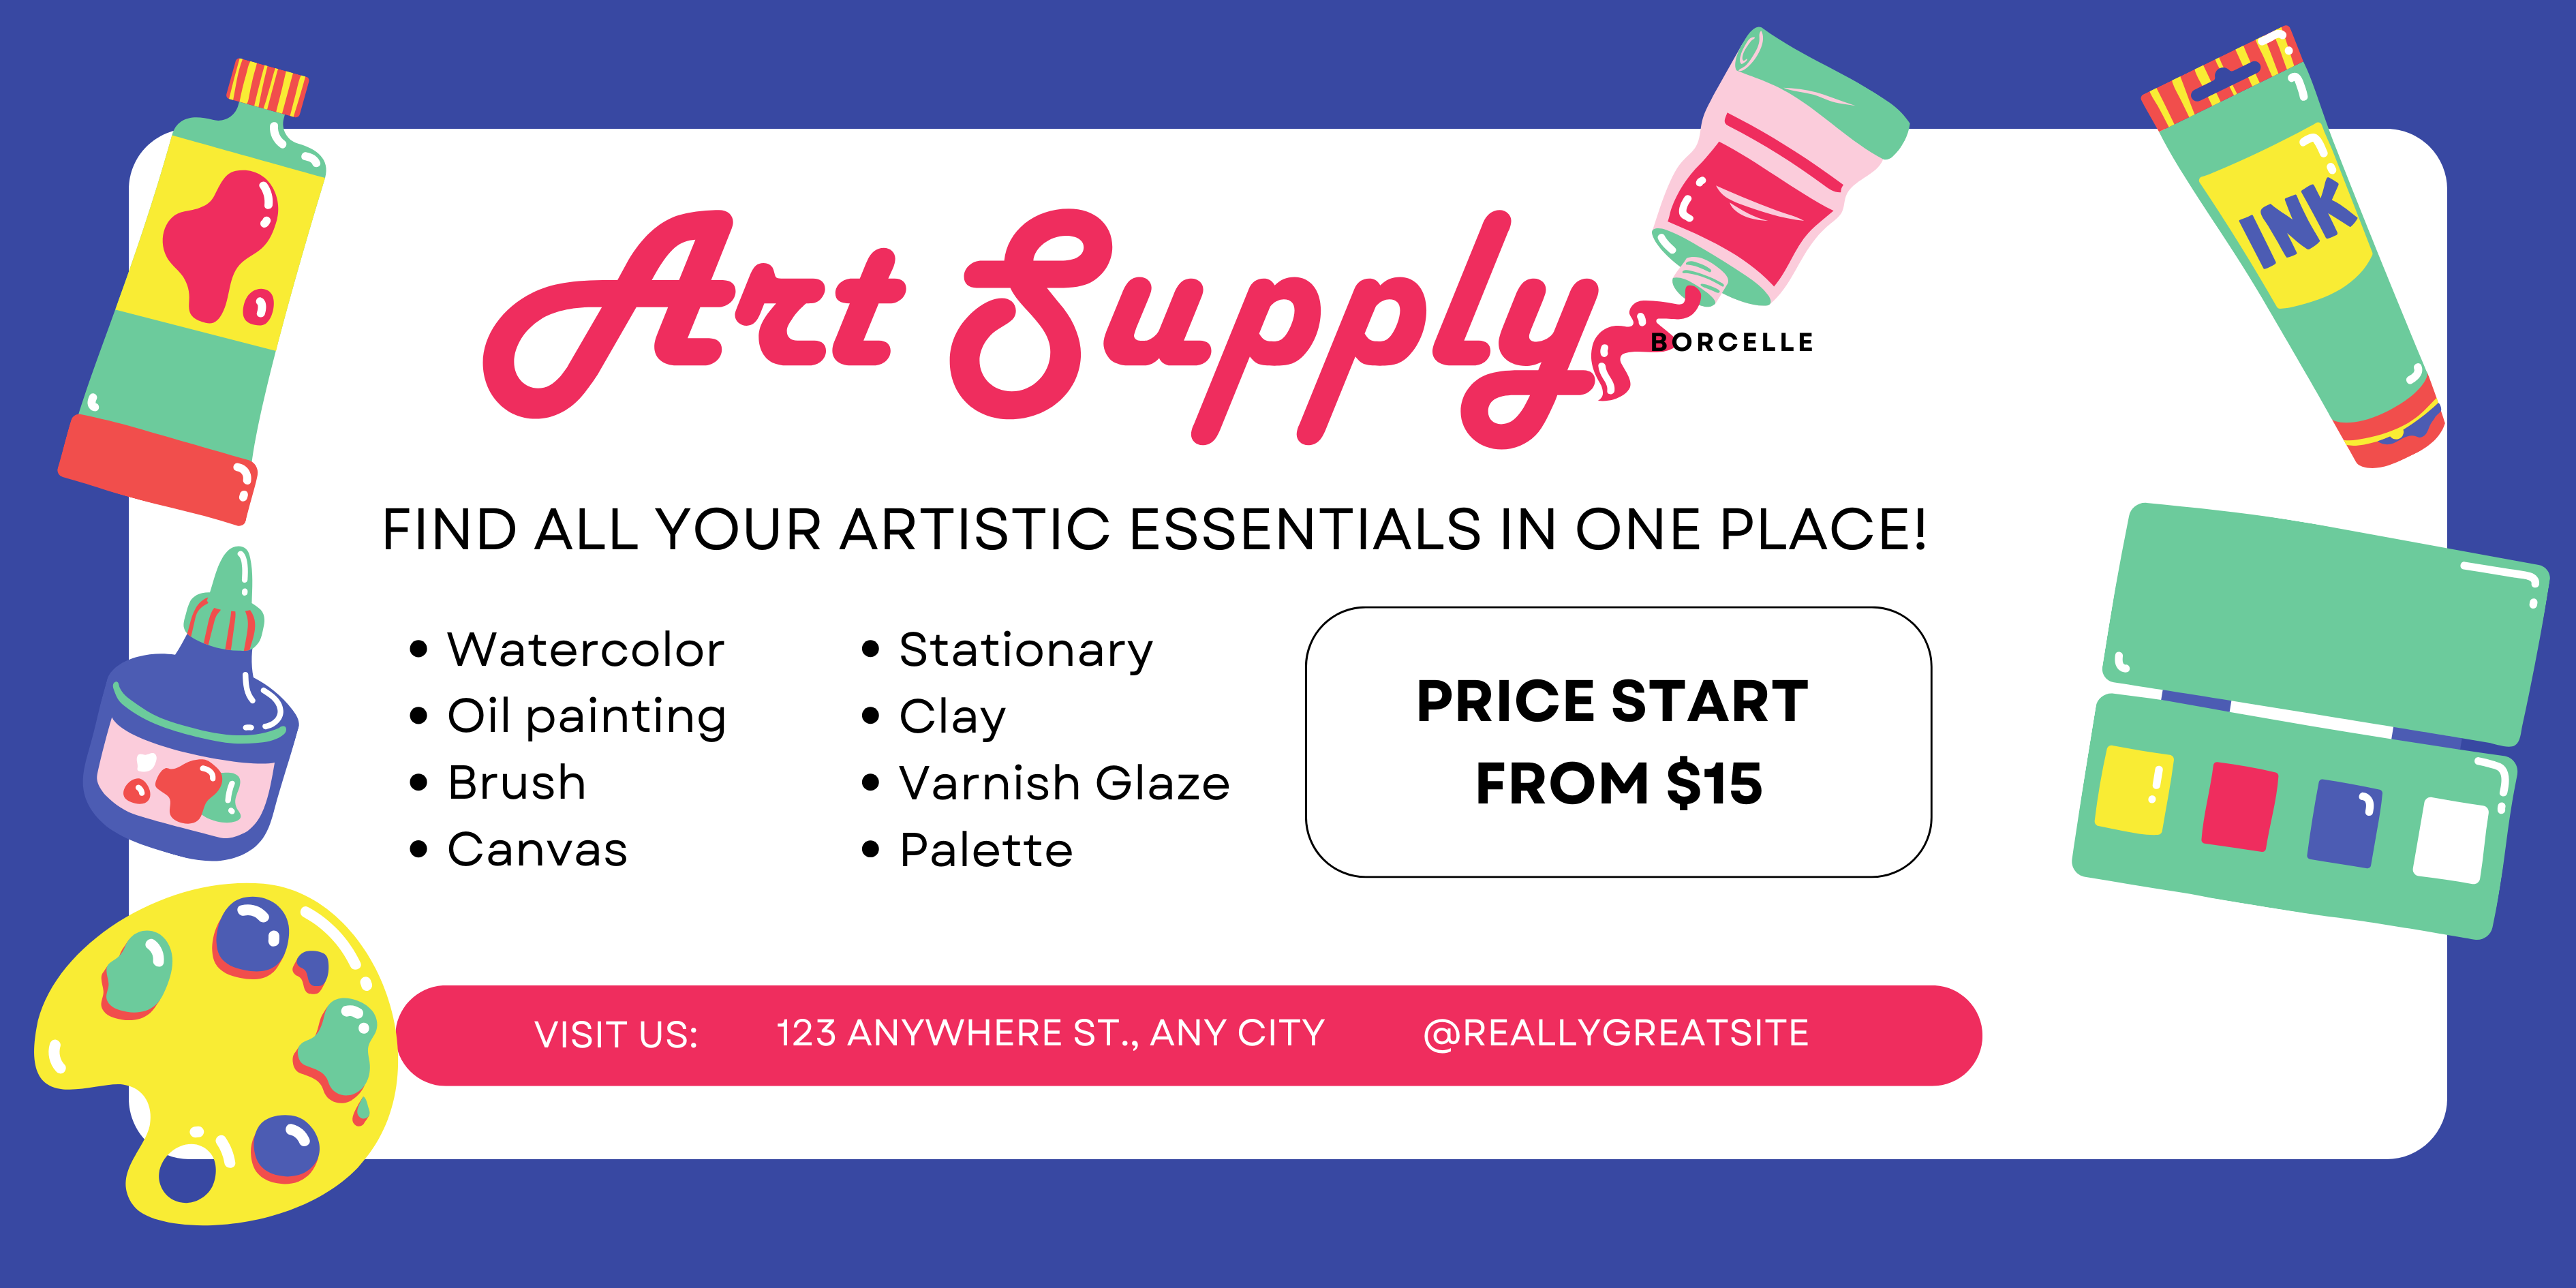 Art Supply
BORCELLE
INK
FIND ALL YOUR ARTISTIC ESSENTIALS IN ONE PLACE!
• Watercolor
• Oil painting
• Brush
• Canvas
• Stationary
• Clay
• Varnish Glaze
• Palette
PRICE START
FROM $15
VISIT US: 123 ANYWHERE ST., ANY CITY @REALLYGREATSITE